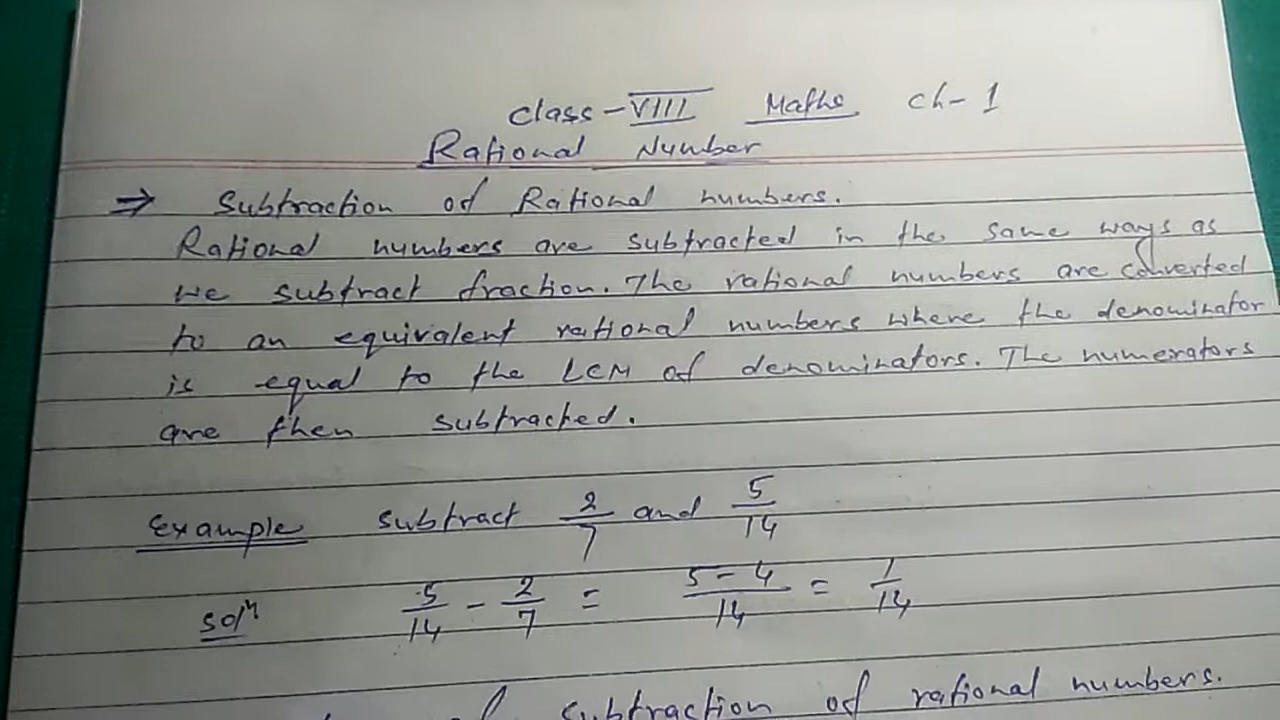 class-VIII Maths Ch-1
Rational Number
⇒ Subtraction of Rational numbers.
Rational numbers are subtracted in the same ways as
we subtract fraction. The rational numbers are converted
to an equivalent rational numbers where the denominator
is equal to the LCM of denominators. The numerators
are then subtracted.
Example Subtract 2/7 and 5/14
Solⁿ 5/14 - 2/7 = 5-4/14 = 1/14
subtraction of rational numbers.